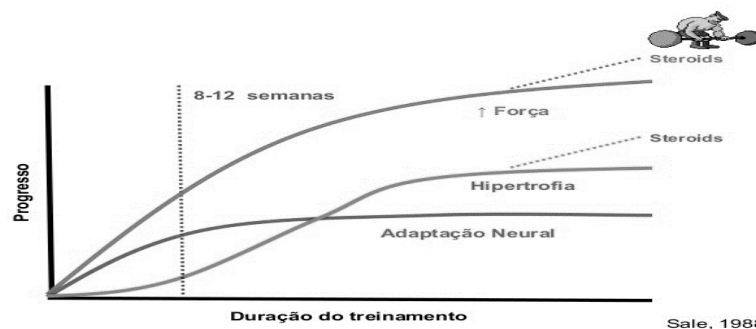 Steroids
8-12 semanas
↑ Força
Steroids
Hipertrofia
Adaptação Neural
Progresso
Duração do treinamento
Sale, 198